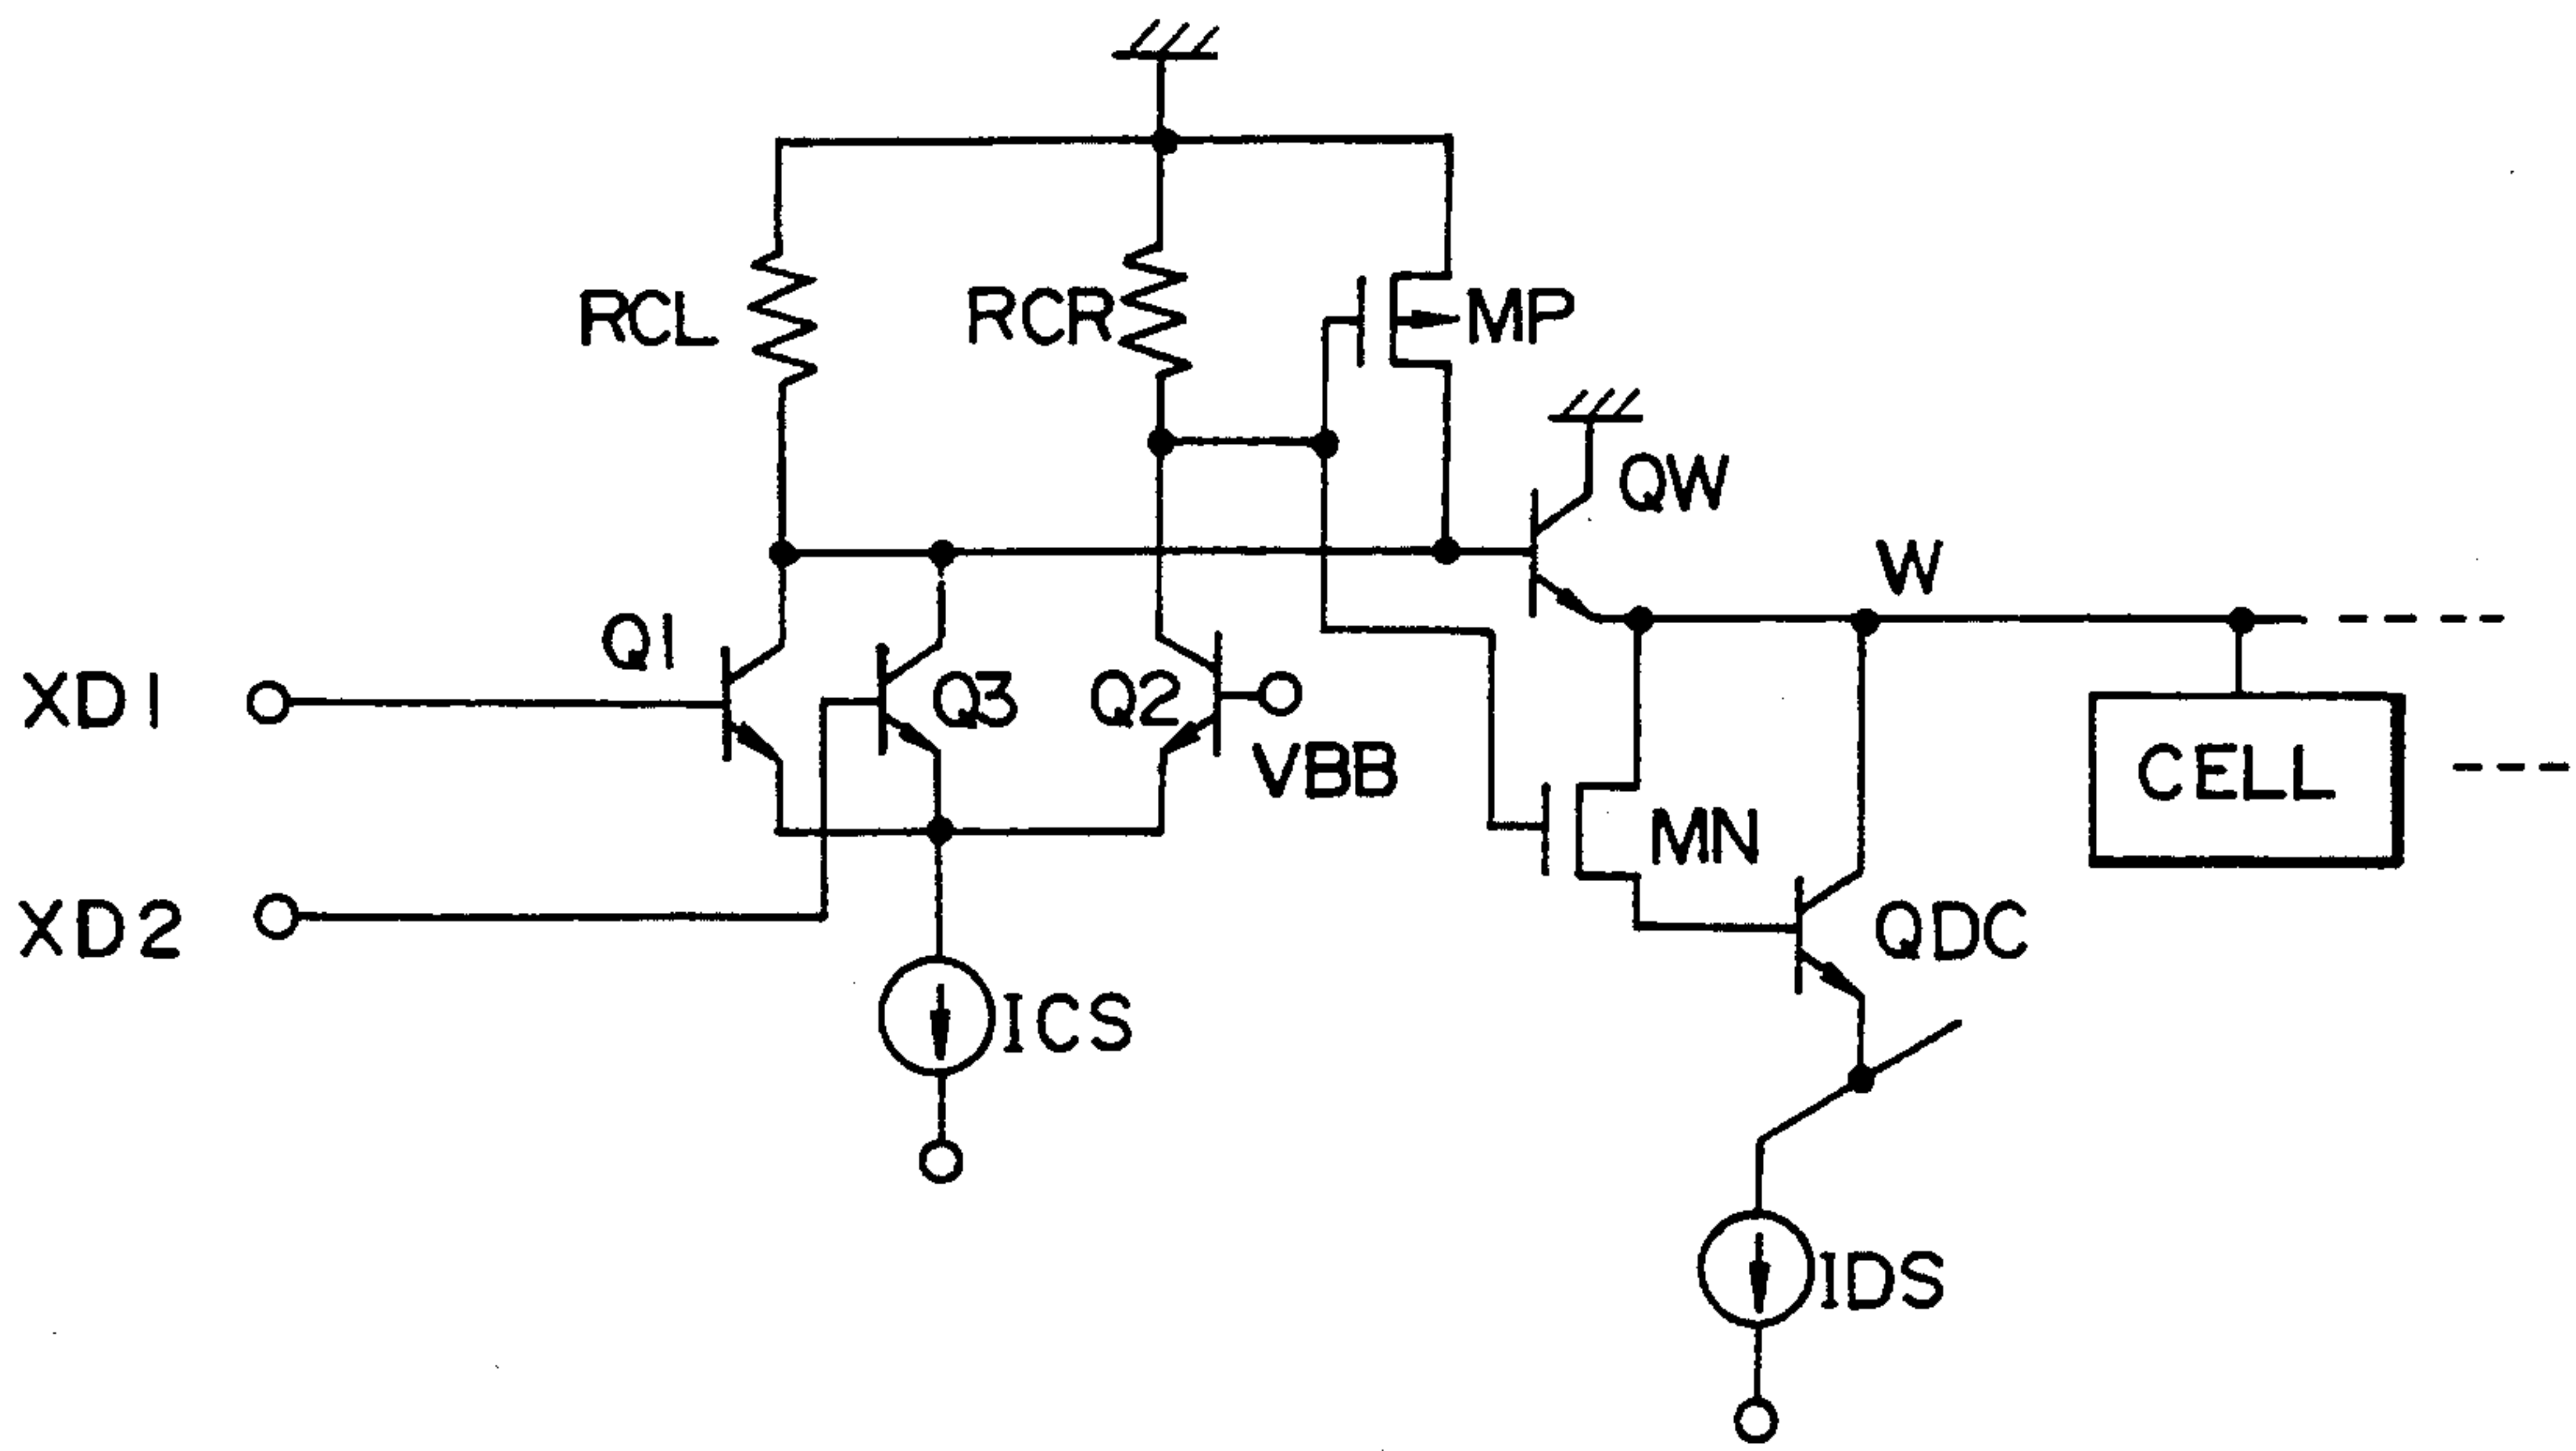 RCL
RCR
MP
QW
W
Q1
XD1
Q3
Q2
VBB
CELL
MN
XD2
QDC
ICS
IDS